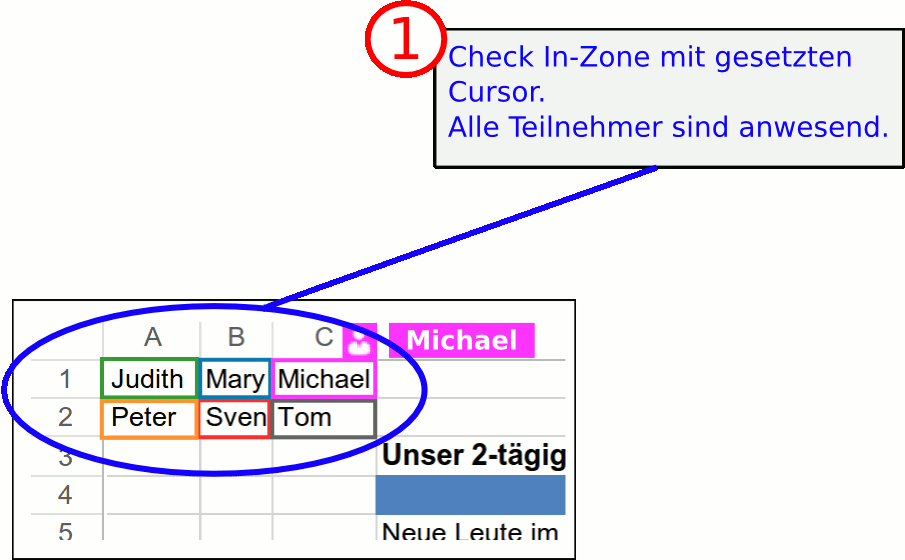 1
Check In-Zone mit gesetzten
Cursor.
Alle Teilnehmer sind anwesend.
A B C Michael
1 Judith Mary Michael
2 Peter Sven Tom
3 Unser 2-tägig
4
5 Neue Leute im